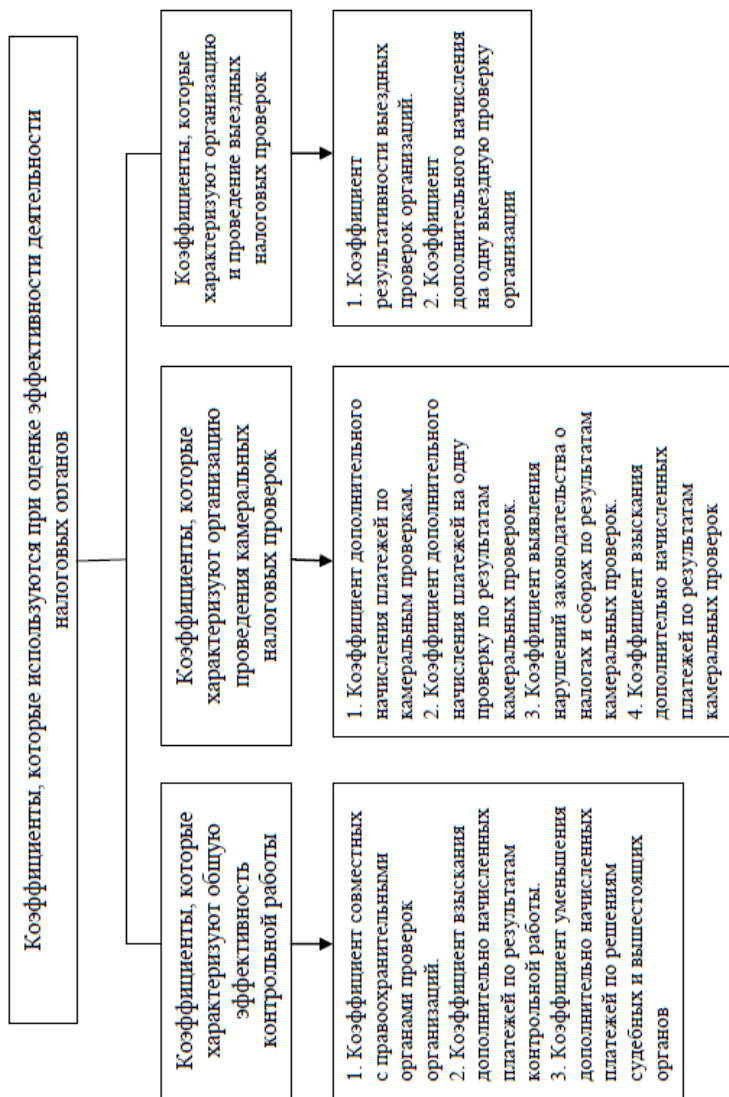 Коэффициенты, которые используются при оценке эффективности деятельности
налоговых органов
Коэффициенты, которые
характеризуют общую
эффективность
контрольной работы
1. Коэффициент совместных
с правоохранительными
органами проверок
организаций.
2. Коэффициент взыскания
дополнительно начисленных
платежей по результатам
контрольной работы.
3. Коэффициент уменьшения
дополнительно начисленных
платежей по решениям
судебных и вышестоящих
органов
Коэффициенты, которые
характеризуют организацию
проведения камеральных
налоговых проверок
1. Коэффициент дополнительного
начисления платежей по
камеральным проверкам.
2. Коэффициент дополнительного
начисления платежей на одну
проверку по результатам
камеральных проверок.
3. Коэффициент выявления
нарушений законодательства о
налогах и сборах по результатам
камеральных проверок.
4. Коэффициент взыскания
дополнительно начисленных
платежей по результатам
камеральных проверок
Коэффициенты, которые
характеризуют организацию
и проведение выездных
налоговых проверок
1. Коэффициент
результативности выездных
проверок организаций.
2. Коэффициент
дополнительного начисления
на одну выездную проверку
организации